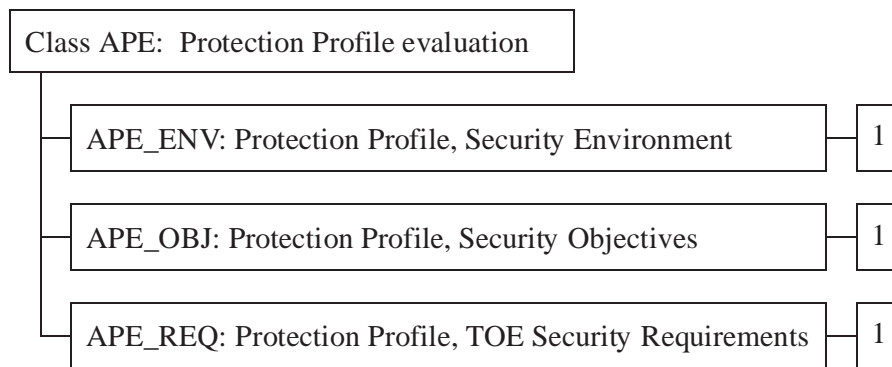 Class APE:  Protection Profile evaluation
APE_ENV: Protection Profile, Security Environment 1
APE_OBJ: Protection Profile, Security Objectives 1
APE_REQ: Protection Profile, TOE Security Requirements 1